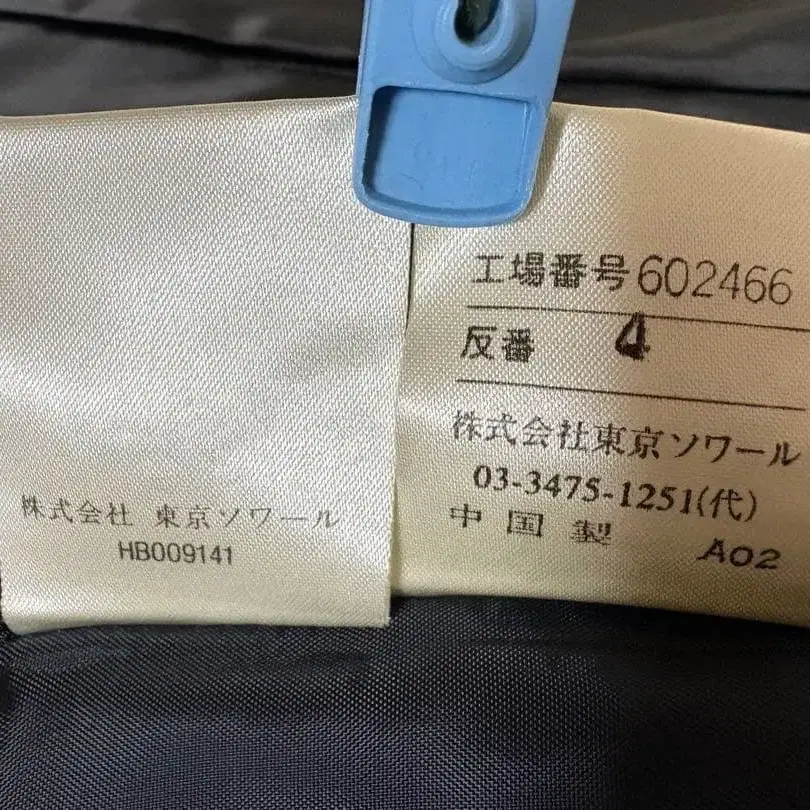 株式会社 東京ソワール
HB009141
工場番号602466
反番 4
株式会社東京ソワール
03-3475-1251(代)
中国製 A02